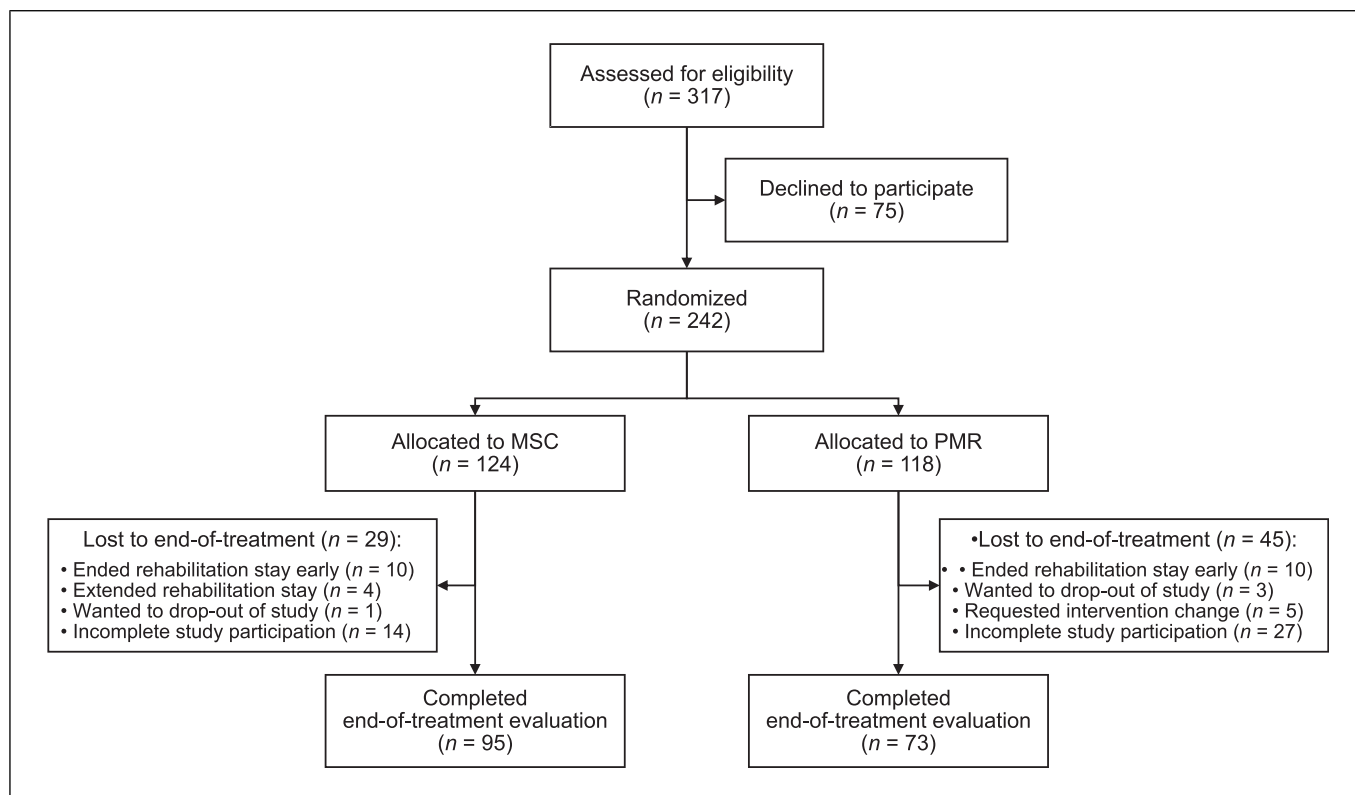 Assessed for eligibility
(n = 317)
Declined to participate
(n = 75)
Randomized
(n = 242)
Allocated to MSC
(n = 124)
Allocated to PMR
(n = 118)
Lost to end-of-treatment (n = 29):
• Ended rehabilitation stay early (n = 10)
• Extended rehabilitation stay (n = 4)
• Wanted to drop-out of study (n = 1)
• Incomplete study participation (n = 14)
•Lost to end-of-treatment (n = 45):
• • Ended rehabilitation stay early (n = 10)
• Wanted to drop-out of study (n = 3)
• Requested intervention change (n = 5)
• Incomplete study participation (n = 27)
Completed
end-of-treatment evaluation
(n = 95)
Completed
end-of-treatment evaluation
(n = 73)